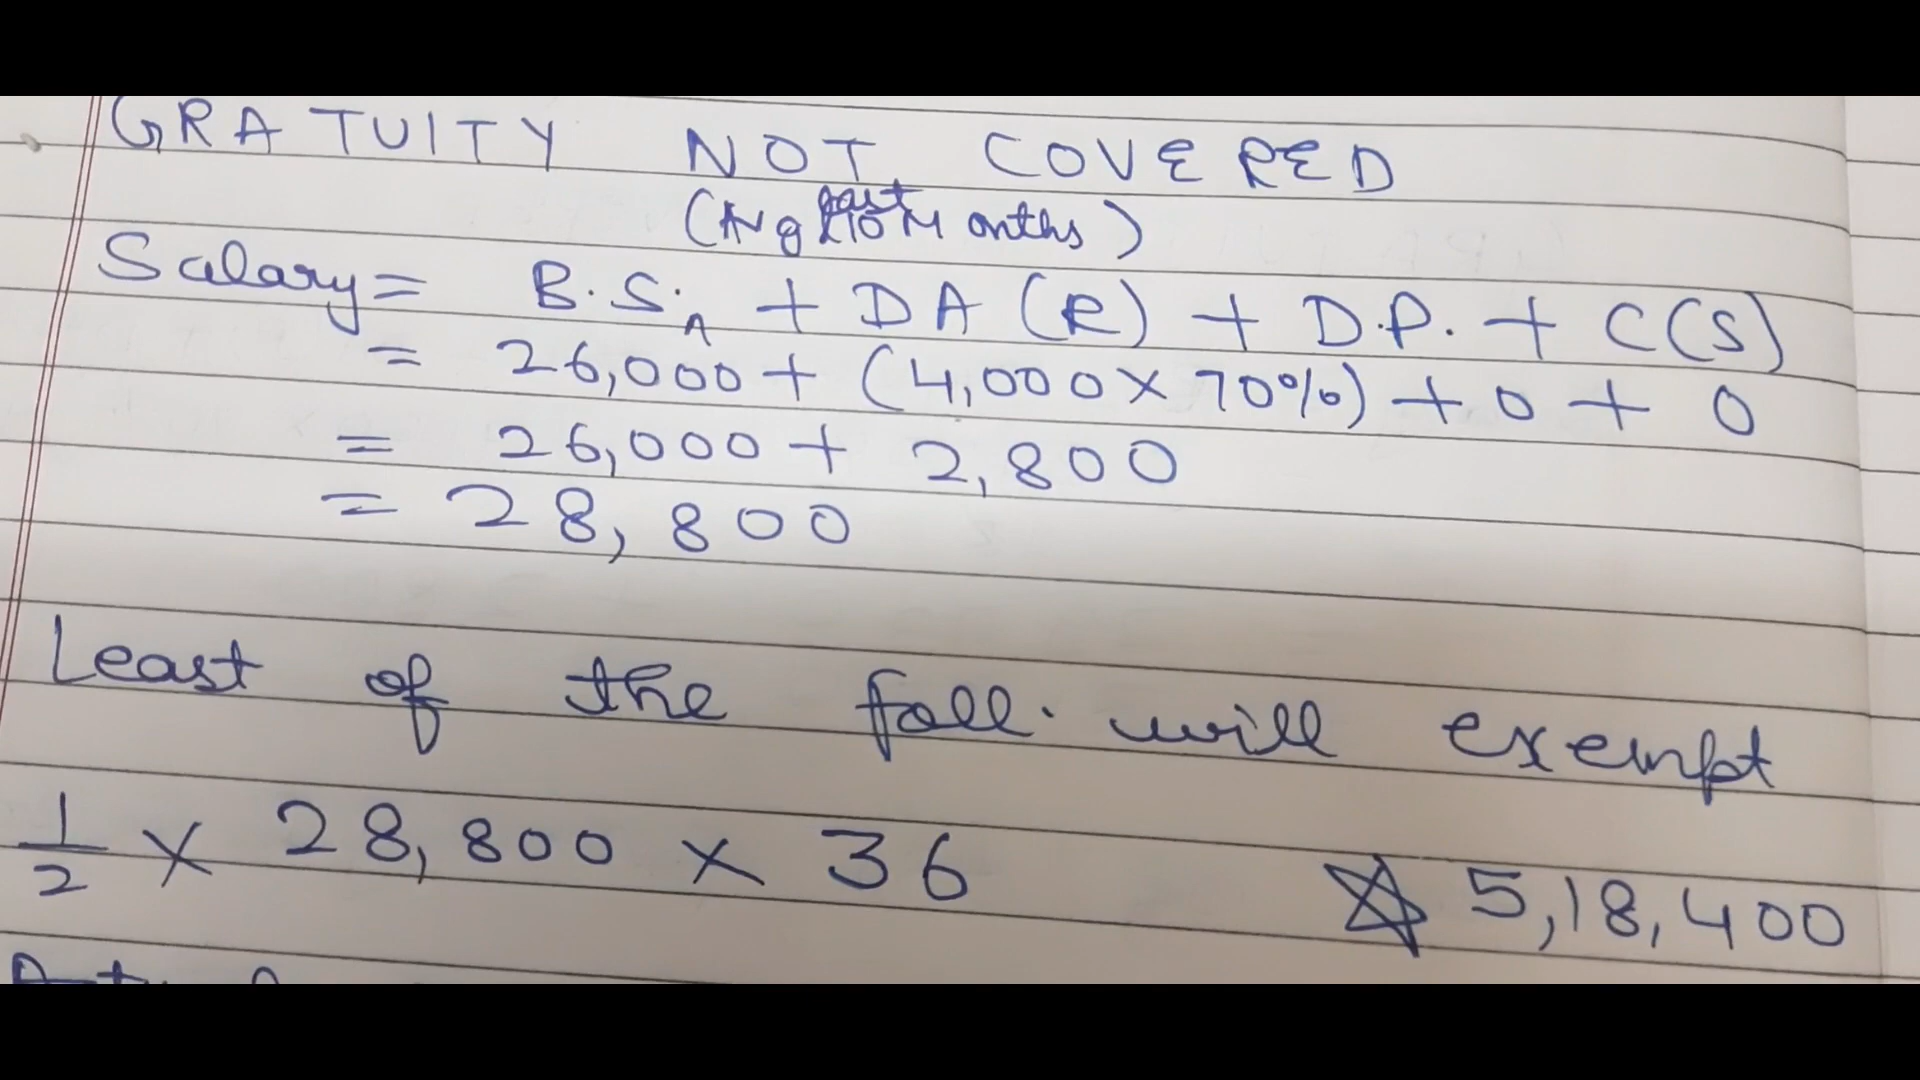 GRATUITY NOT COVERED
(Avg last 10 Months)
Salary = B.S. + DA (R) + D.P. + C(S)
= 26,000 + (4,000 x 70%) + 0 + 0
= 26,000 + 2,800
= 28,800
Least of the foll. will exempt
1/2 x 28,800 x 36 ☆ 5,18,400